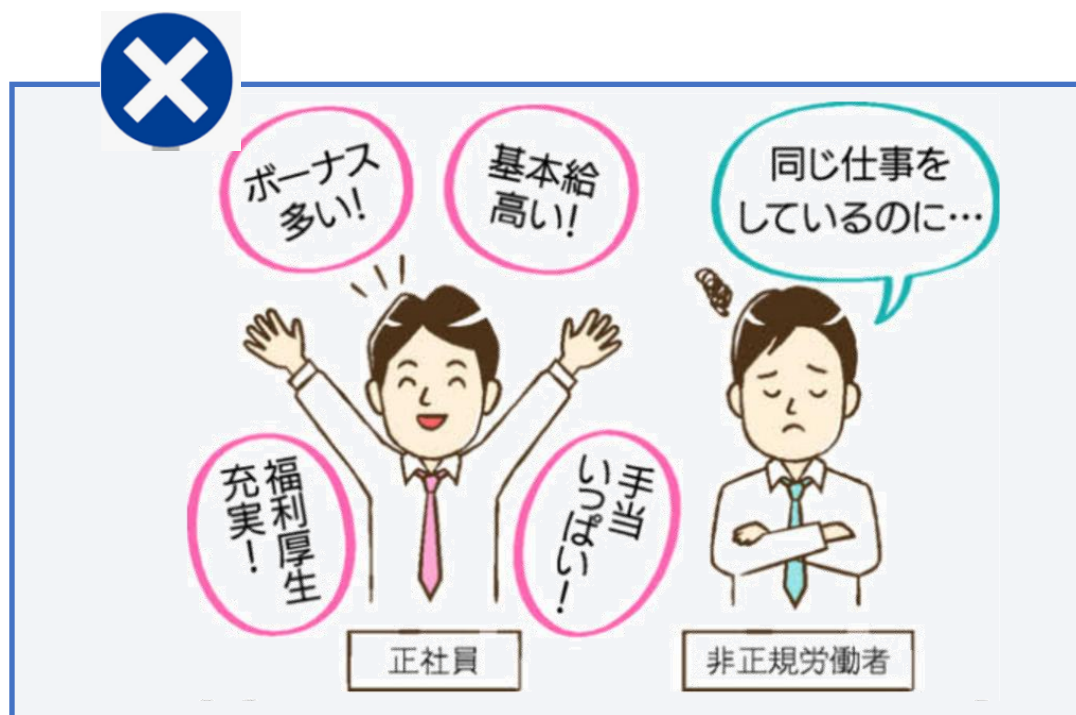 ボーナス
多い!
基本給
高い!
同じ仕事を
しているのに…
福利厚生
充実!
手当
いっぱい!
正社員
非正規労働者